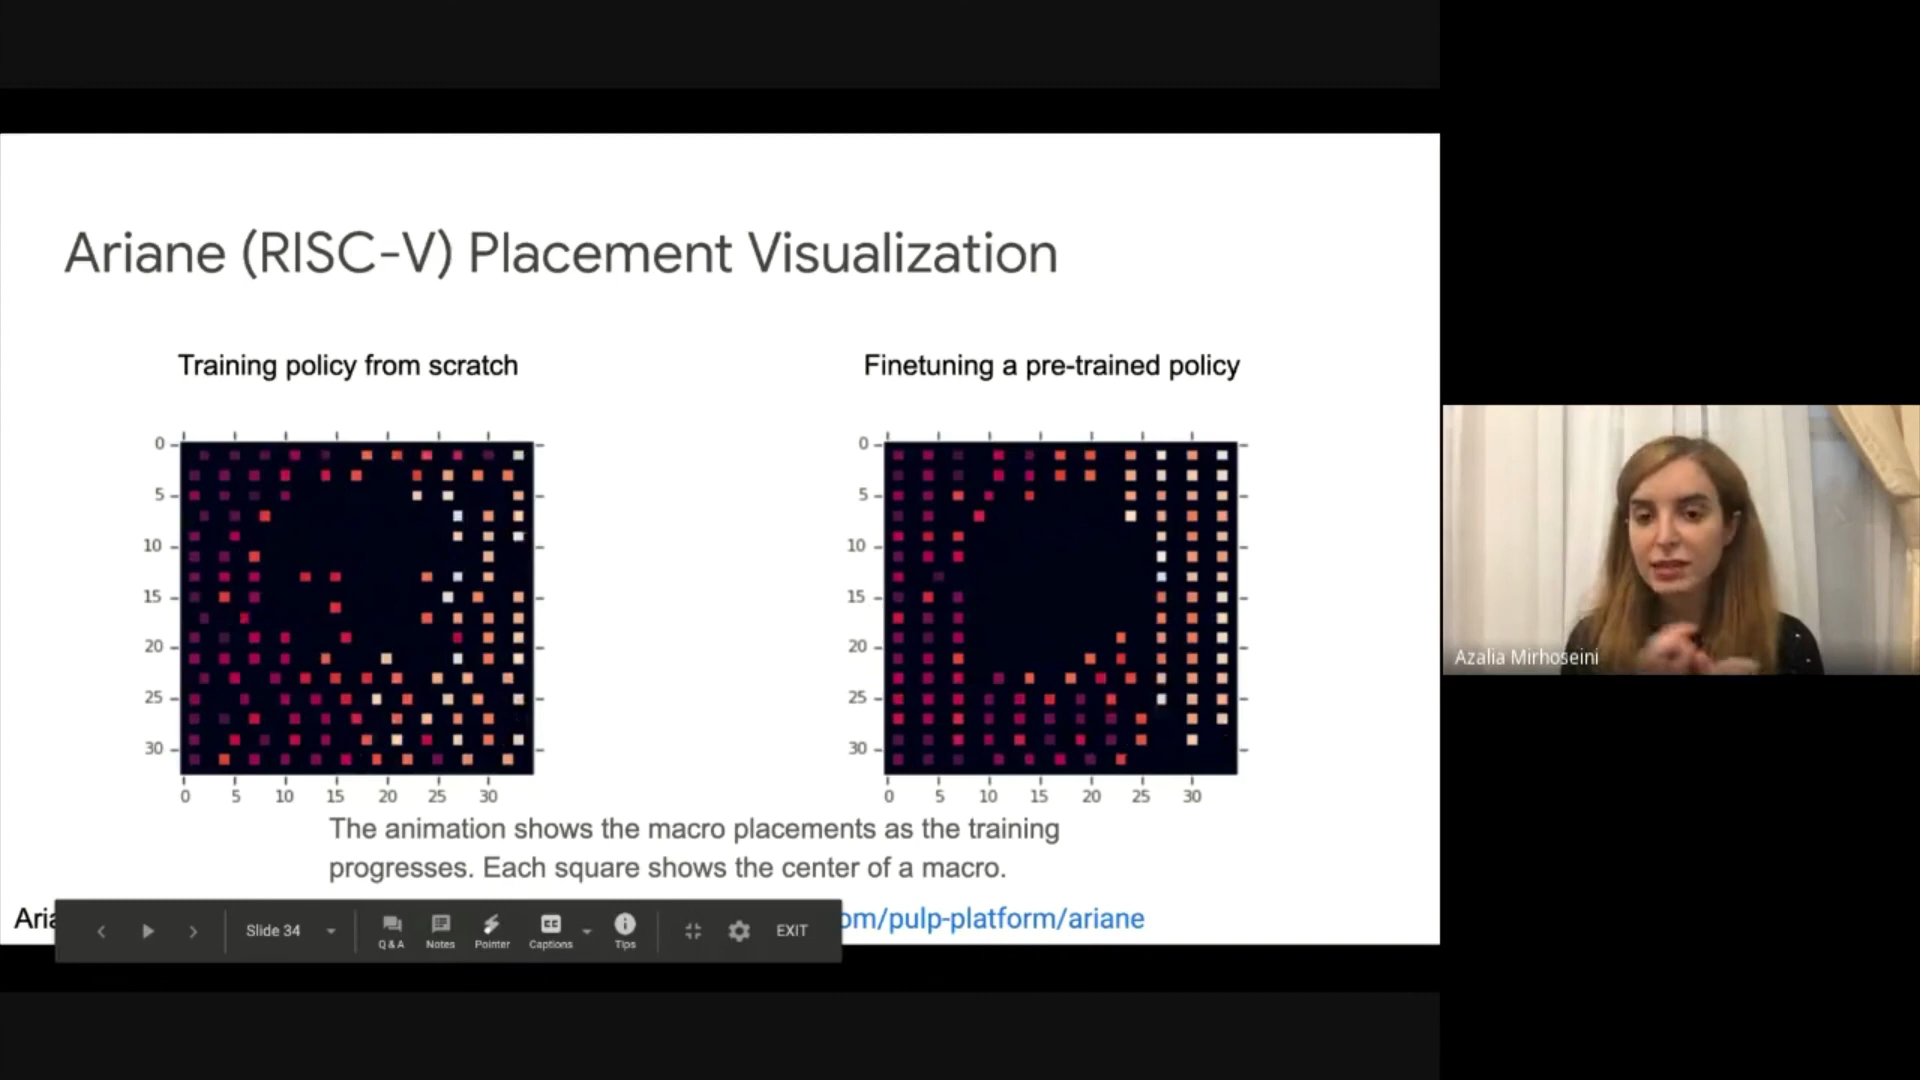 Ariane (RISC-V) Placement Visualization
Training policy from scratch
Finetuning a pre-trained policy
0
5
10
15
20
25
30
0 5 10 15 20 25 30
0
5
10
15
20
25
30
0 5 10 15 20 25 30
The animation shows the macro placements as the training
progresses. Each square shows the center of a macro.
Aria
om/pulp-platform/ariane
Slide 34
Q&A
Notes
Pointer
Captions
Tips
EXIT
Azalia Mirhoseini